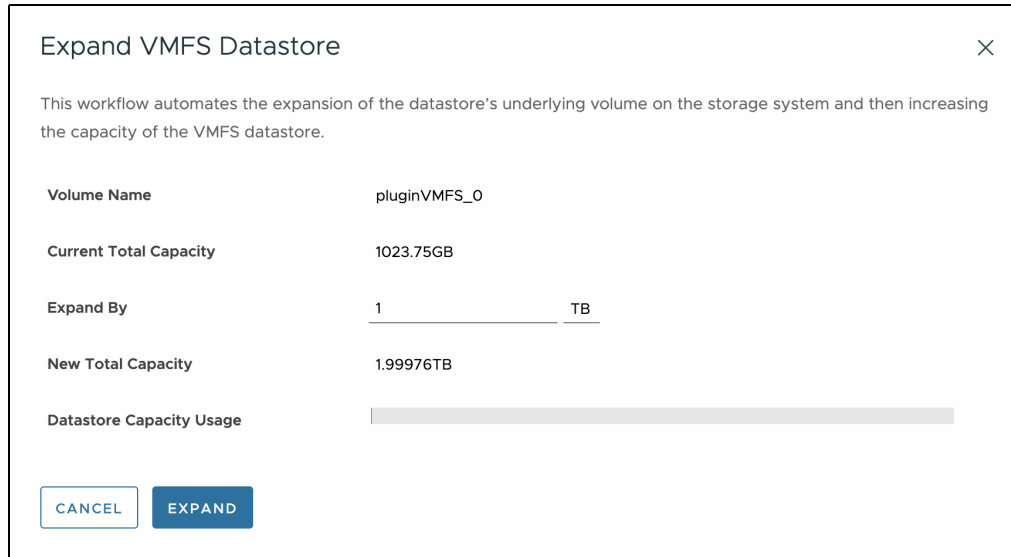 Expand VMFS Datastore
This workflow automates the expansion of the datastore's underlying volume on the storage system and then increasing
the capacity of the VMFS datastore.
Volume Name pluginVMFS_0
Current Total Capacity 1023.75GB
Expand By 1 TB
New Total Capacity 1.99976TB
Datastore Capacity Usage
CANCEL EXPAND